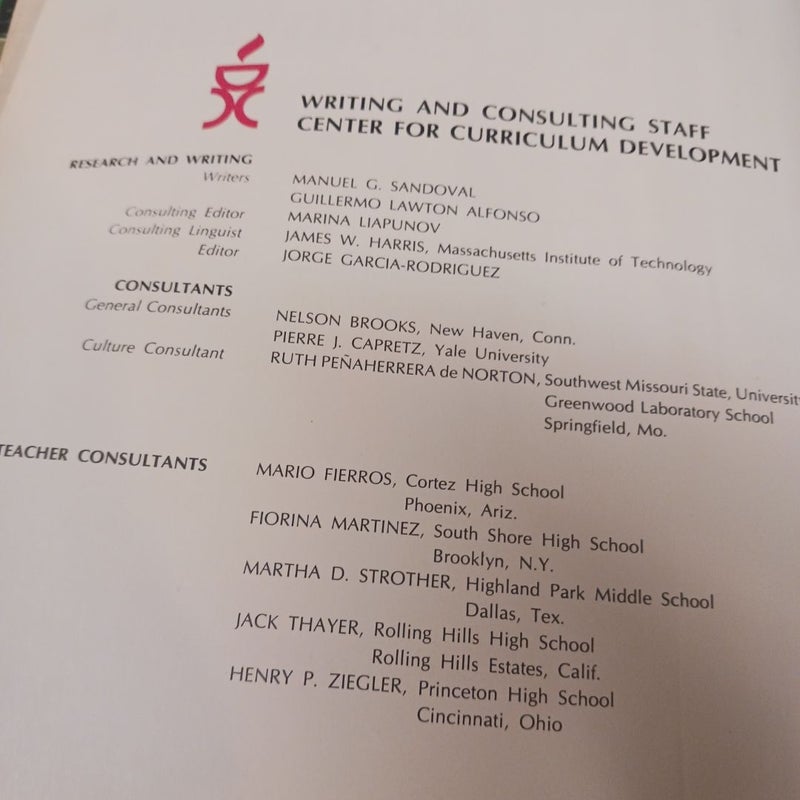 WRITING AND CONSULTING STAFF
CENTER FOR CURRICULUM DEVELOPMENT
RESEARCH AND WRITING
Writers MANUEL G. SANDOVAL
GUILLERMO LAWTON ALFONSO
Consulting Editor MARINA LIAPUNOV
Consulting Linguist JAMES W. HARRIS, Massachusetts Institute of Technology
Editor JORGE GARCIA-RODRIGUEZ
CONSULTANTS
General Consultants NELSON BROOKS, New Haven, Conn.
PIERRE J. CAPRETZ, Yale University
Culture Consultant RUTH PEÑAHERRERA de NORTON, Southwest Missouri State, University
Greenwood Laboratory School
Springfield, Mo.
TEACHER CONSULTANTS MARIO FIERROS, Cortez High School
Phoenix, Ariz.
FIORINA MARTINEZ, South Shore High School
Brooklyn, N.Y.
MARTHA D. STROTHER, Highland Park Middle School
Dallas, Tex.
JACK THAYER, Rolling Hills High School
Rolling Hills Estates, Calif.
HENRY P. ZIEGLER, Princeton High School
Cincinnati, Ohio